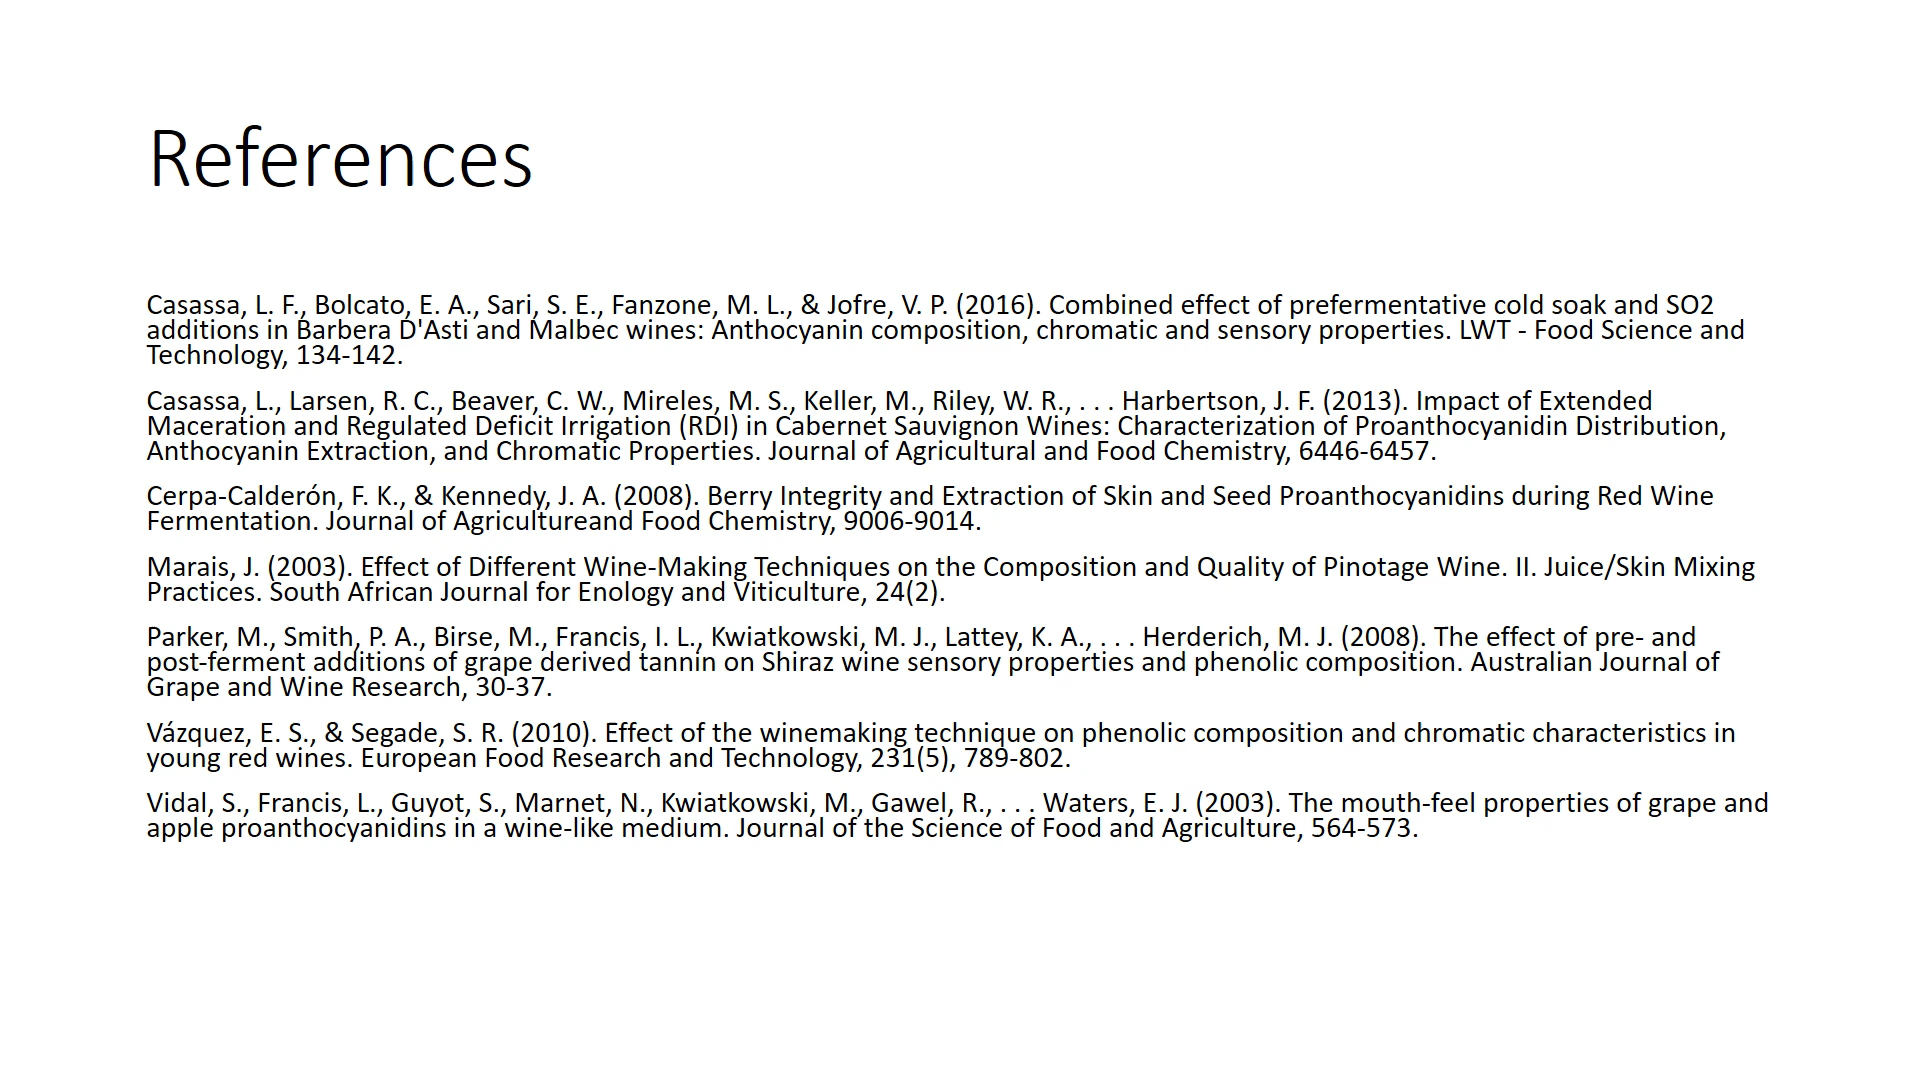 References
Casassa, L. F., Bolcato, E. A., Sari, S. E., Fanzone, M. L., & Jofre, V. P. (2016). Combined effect of prefermentative cold soak and SO2
additions in Barbera D'Asti and Malbec wines: Anthocyanin composition, chromatic and sensory properties. LWT - Food Science and
Technology, 134-142.
Casassa, L., Larsen, R. C., Beaver, C. W., Mireles, M. S., Keller, M., Riley, W. R., . . . Harbertson, J. F. (2013). Impact of Extended
Maceration and Regulated Deficit Irrigation (RDI) in Cabernet Sauvignon Wines: Characterization of Proanthocyanidin Distribution,
Anthocyanin Extraction, and Chromatic Properties. Journal of Agricultural and Food Chemistry, 6446-6457.
Cerpa-Calderón, F. K., & Kennedy, J. A. (2008). Berry Integrity and Extraction of Skin and Seed Proanthocyanidins during Red Wine
Fermentation. Journal of Agricultureand Food Chemistry, 9006-9014.
Marais, J. (2003). Effect of Different Wine-Making Techniques on the Composition and Quality of Pinotage Wine. II. Juice/Skin Mixing
Practices. South African Journal for Enology and Viticulture, 24(2).
Parker, M., Smith, P. A., Birse, M., Francis, I. L., Kwiatkowski, M. J., Lattey, K. A., . . . Herderich, M. J. (2008). The effect of pre- and
post-ferment additions of grape derived tannin on Shiraz wine sensory properties and phenolic composition. Australian Journal of
Grape and Wine Research, 30-37.
Vázquez, E. S., & Segade, S. R. (2010). Effect of the winemaking technique on phenolic composition and chromatic characteristics in
young red wines. European Food Research and Technology, 231(5), 789-802.
Vidal, S., Francis, L., Guyot, S., Marnet, N., Kwiatkowski, M., Gawel, R., . . . Waters, E. J. (2003). The mouth-feel properties of grape and
apple proanthocyanidins in a wine-like medium. Journal of the Science of Food and Agriculture, 564-573.